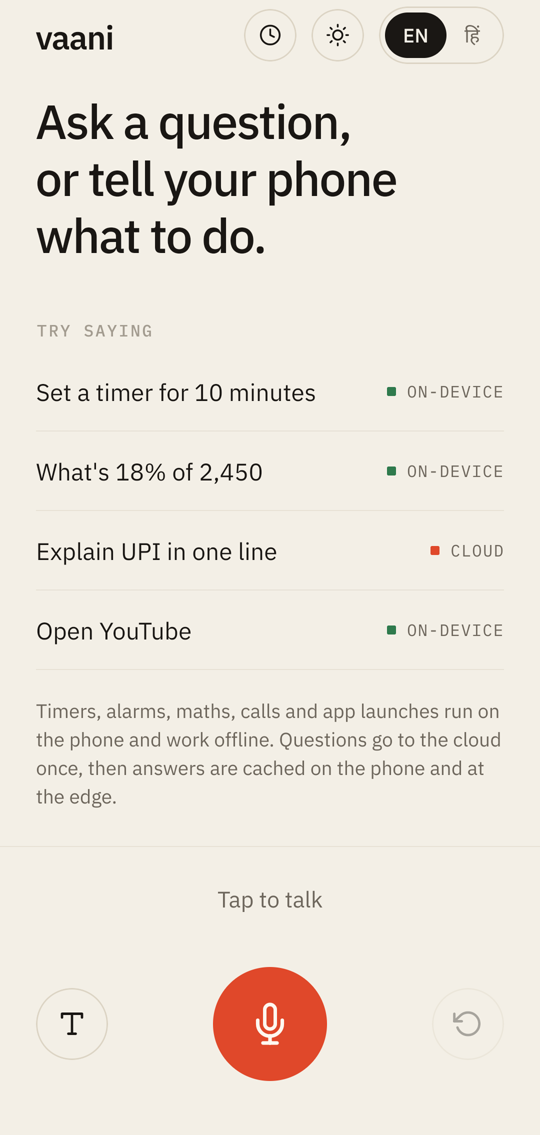 vaani
EN हिं
Ask a question,
or tell your phone
what to do.
TRY SAYING
Set a timer for 10 minutes ON-DEVICE
What's 18% of 2,450 ON-DEVICE
Explain UPI in one line CLOUD
Open YouTube ON-DEVICE
Timers, alarms, maths, calls and app launches run on
the phone and work offline. Questions go to the cloud
once, then answers are cached on the phone and at
the edge.
Tap to talk
T